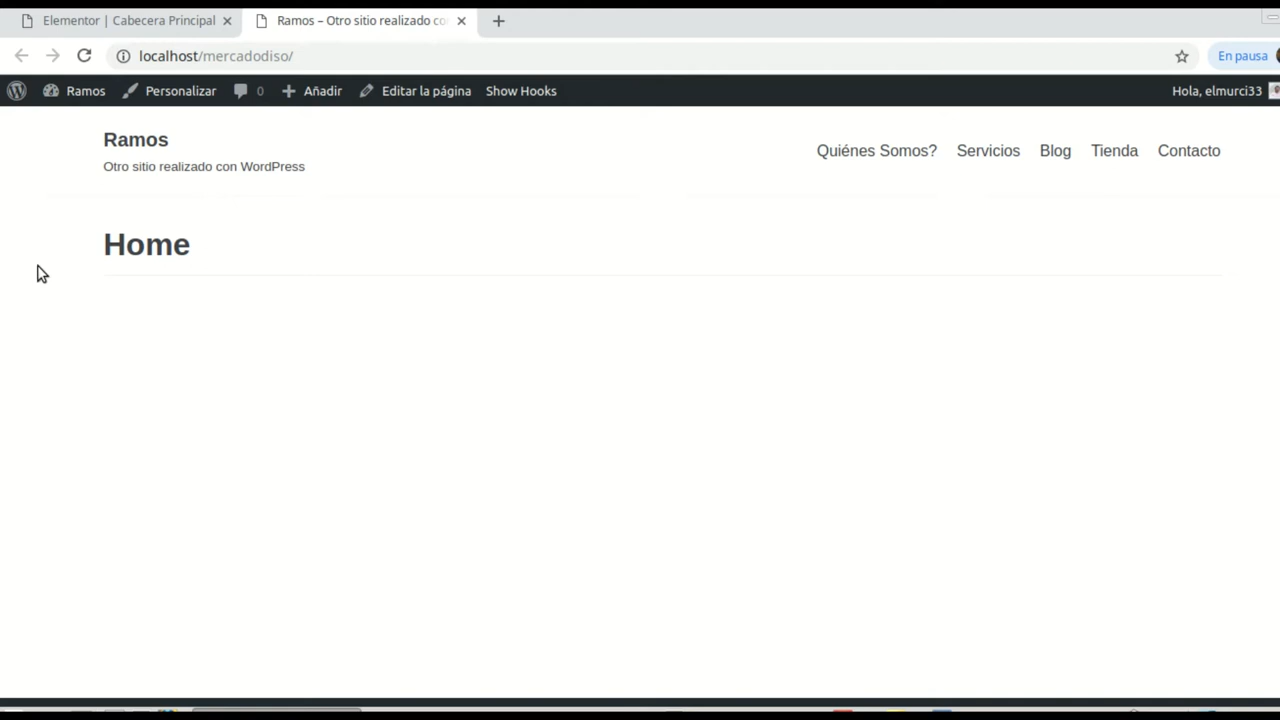 Elementor | Cabecera Principal
Ramos – Otro sitio realizado co
localhost/mercadodiso/
En pausa
Ramos
Personalizar
0
Añadir
Editar la página
Show Hooks
Hola, elmurci33
Ramos
Otro sitio realizado con WordPress
Quiénes Somos? Servicios Blog Tienda Contacto
Home